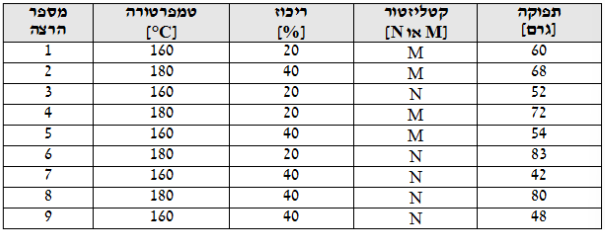 מספר הרצה טמפרטורה [°C] ריכוז [%] קטליזטור [M או N] תפוקה [גרם]
1 160 20 M 60
2 180 40 M 68
3 160 20 N 52
4 180 20 M 72
5 160 40 M 54
6 180 20 N 83
7 160 40 N 42
8 180 40 N 80
9 160 40 N 48